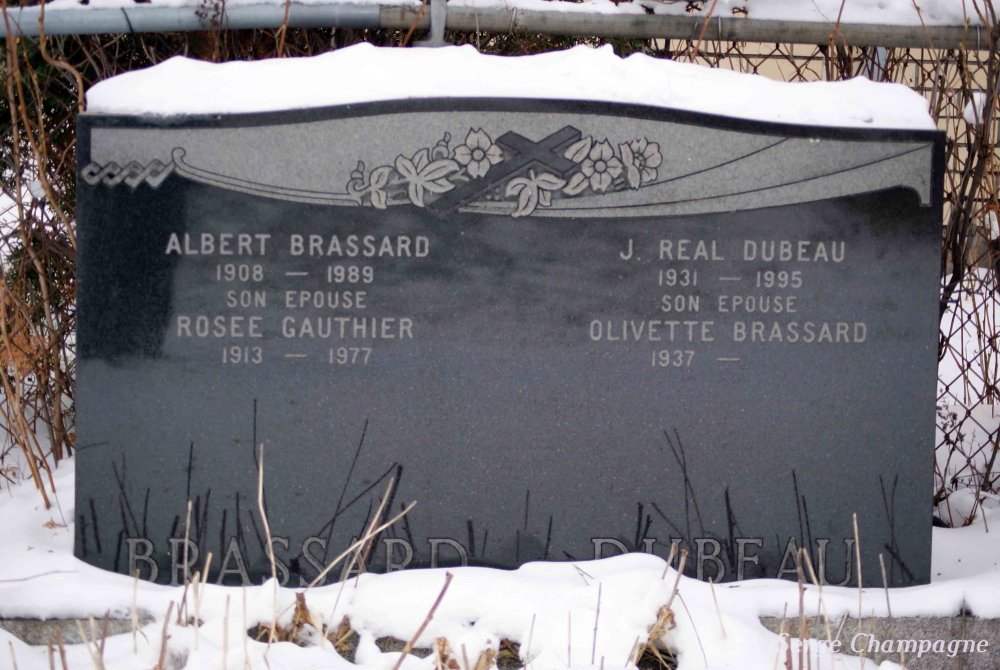 ALBERT BRASSARD
1908 — 1989
SON EPOUSE
ROSEE GAUTHIER
1913 — 1977
J. REAL DUBEAU
1931 — 1995
SON EPOUSE
OLIVETTE BRASSARD
1937 —
BRASSARD DUBEAU
Serge Champagne